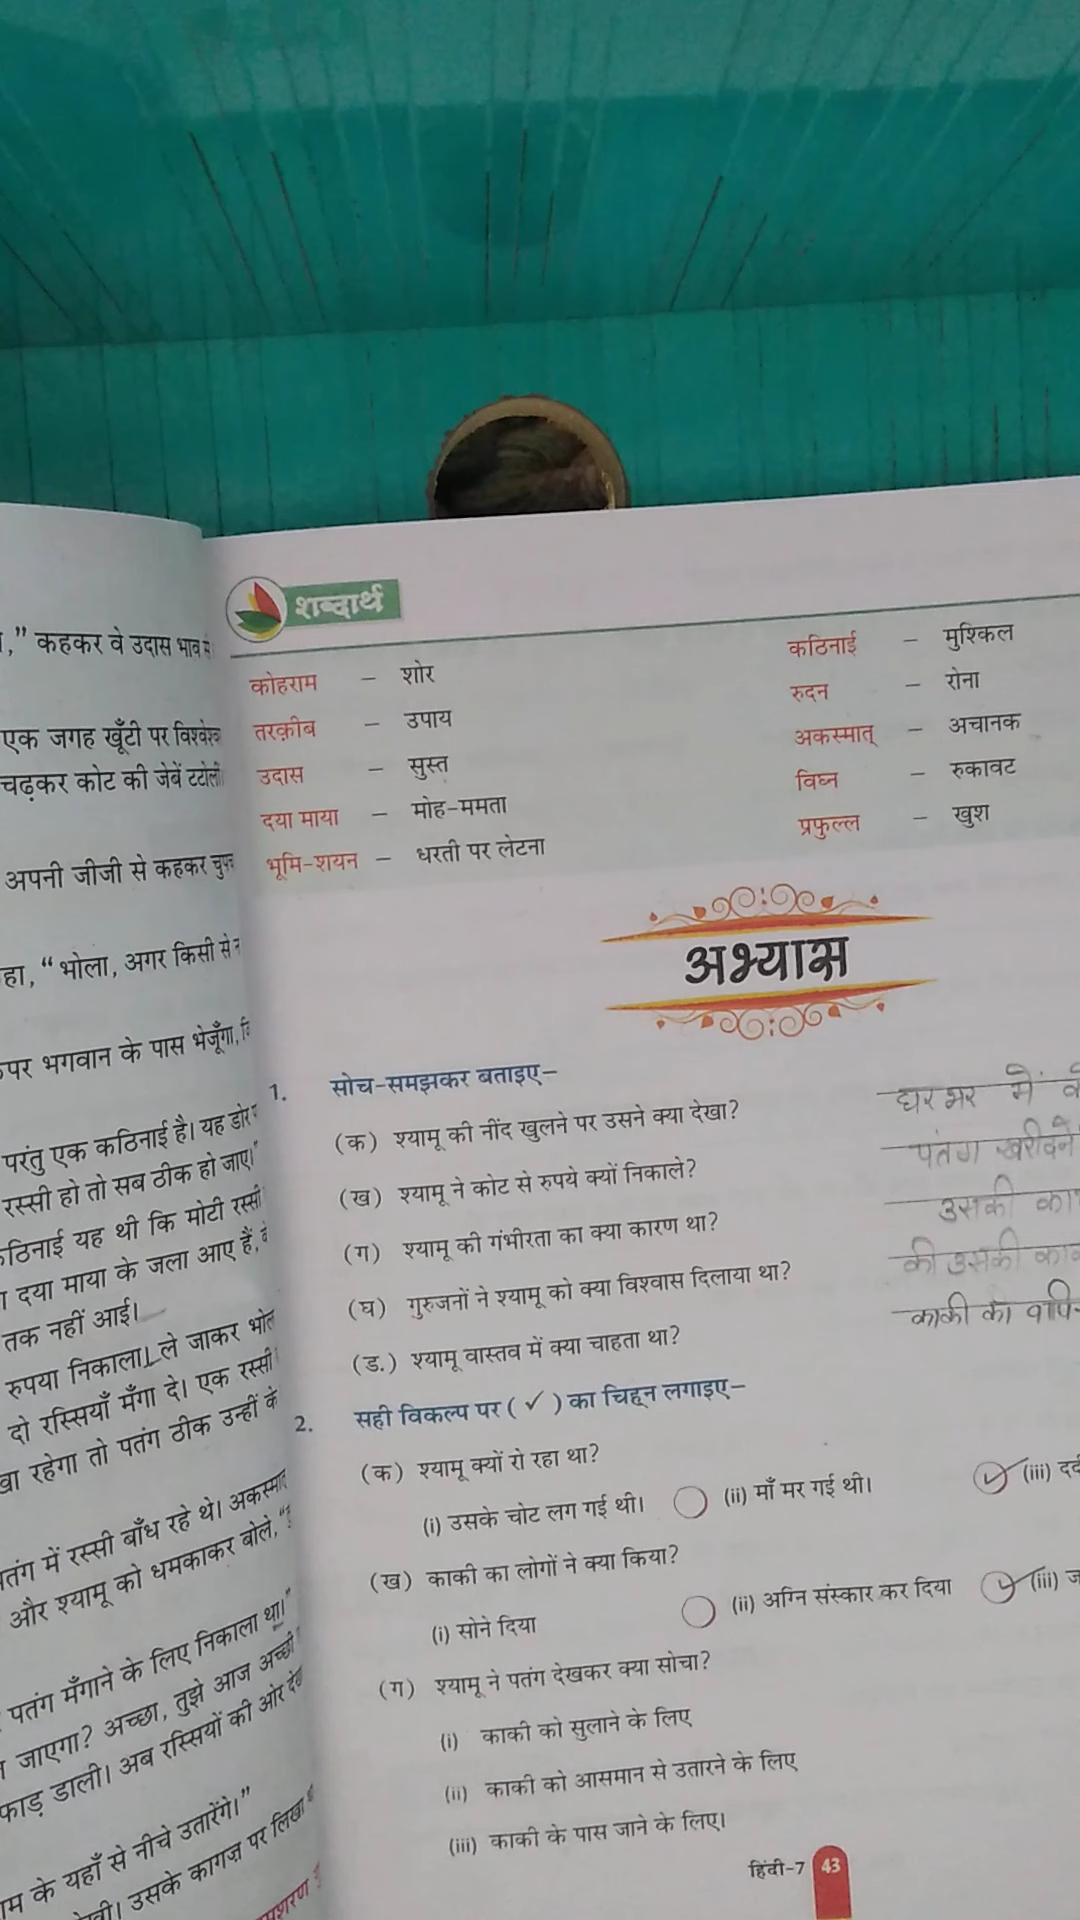 ," कहकर वे उदास भाव से
एक जगह खूँटी पर विश्वेश्व
चढ़कर कोट की जेबें टटोली
अपनी जीजी से कहकर चुपच
हा, “ भोला, अगर किसी से न
पर भगवान के पास भेजूँगा,
परंतु एक कठिनाई है। यह डोर प
रस्सी हो तो सब ठीक हो जाए।"
ठिनाई यह थी कि मोटी रस्सी
दया माया के जला आए हैं, वे
तक नहीं आई।
रुपया निकाला। ले जाकर भोल
दो रस्सियाँ मँगा दे। एक रस्सी
खा रहेगा तो पतंग ठीक उन्हीं के
पतंग में रस्सी बाँध रहे थे। अकस्मात्
और श्यामू को धमकाकर बोले, "
पतंग मँगाने के लिए निकाला था।"
जाएगा? अच्छा, तुझे आज अच्छी
फाड़ डाली। अब रस्सियों की ओर देख
म के यहाँ से नीचे उतारेंगे।"
उसके कागज़ पर लिखा
शब्दार्थ
कोहराम – शोर
तरक़ीब – उपाय
उदास – सुस्त
दया माया – मोह-ममता
भूमि-शयन – धरती पर लेटना
कठिनाई – मुश्किल
रुदन – रोना
अकस्मात् – अचानक
विघ्न – रुकावट
प्रफुल्ल – खुश
अभ्यास
1. सोच-समझकर बताइए–
(क) श्यामू की नींद खुलने पर उसने क्या देखा? घर भर में
(ख) श्यामू ने कोट से रुपये क्यों निकाले? पतंग खरीदने
(ग) श्यामू की गंभीरता का क्या कारण था? उसकी का
(घ) गुरुजनों ने श्यामू को क्या विश्वास दिलाया था? की उसकी काक
(ड.) श्यामू वास्तव में क्या चाहता था? काकी को वापि
2. सही विकल्प पर ( ✓ ) का चिह्न लगाइए–
(क) श्यामू क्यों रो रहा था?
(i) उसके चोट लग गई थी। (ii) माँ मर गई थी। ✓ (iii) दर्द
(ख) काकी का लोगों ने क्या किया?
(i) सोने दिया (ii) अग्नि संस्कार कर दिया ✓ (iii) ज
(ग) श्यामू ने पतंग देखकर क्या सोचा?
(i) काकी को सुलाने के लिए
(ii) काकी को आसमान से उतारने के लिए
(iii) काकी के पास जाने के लिए।
हिंदी-7 43